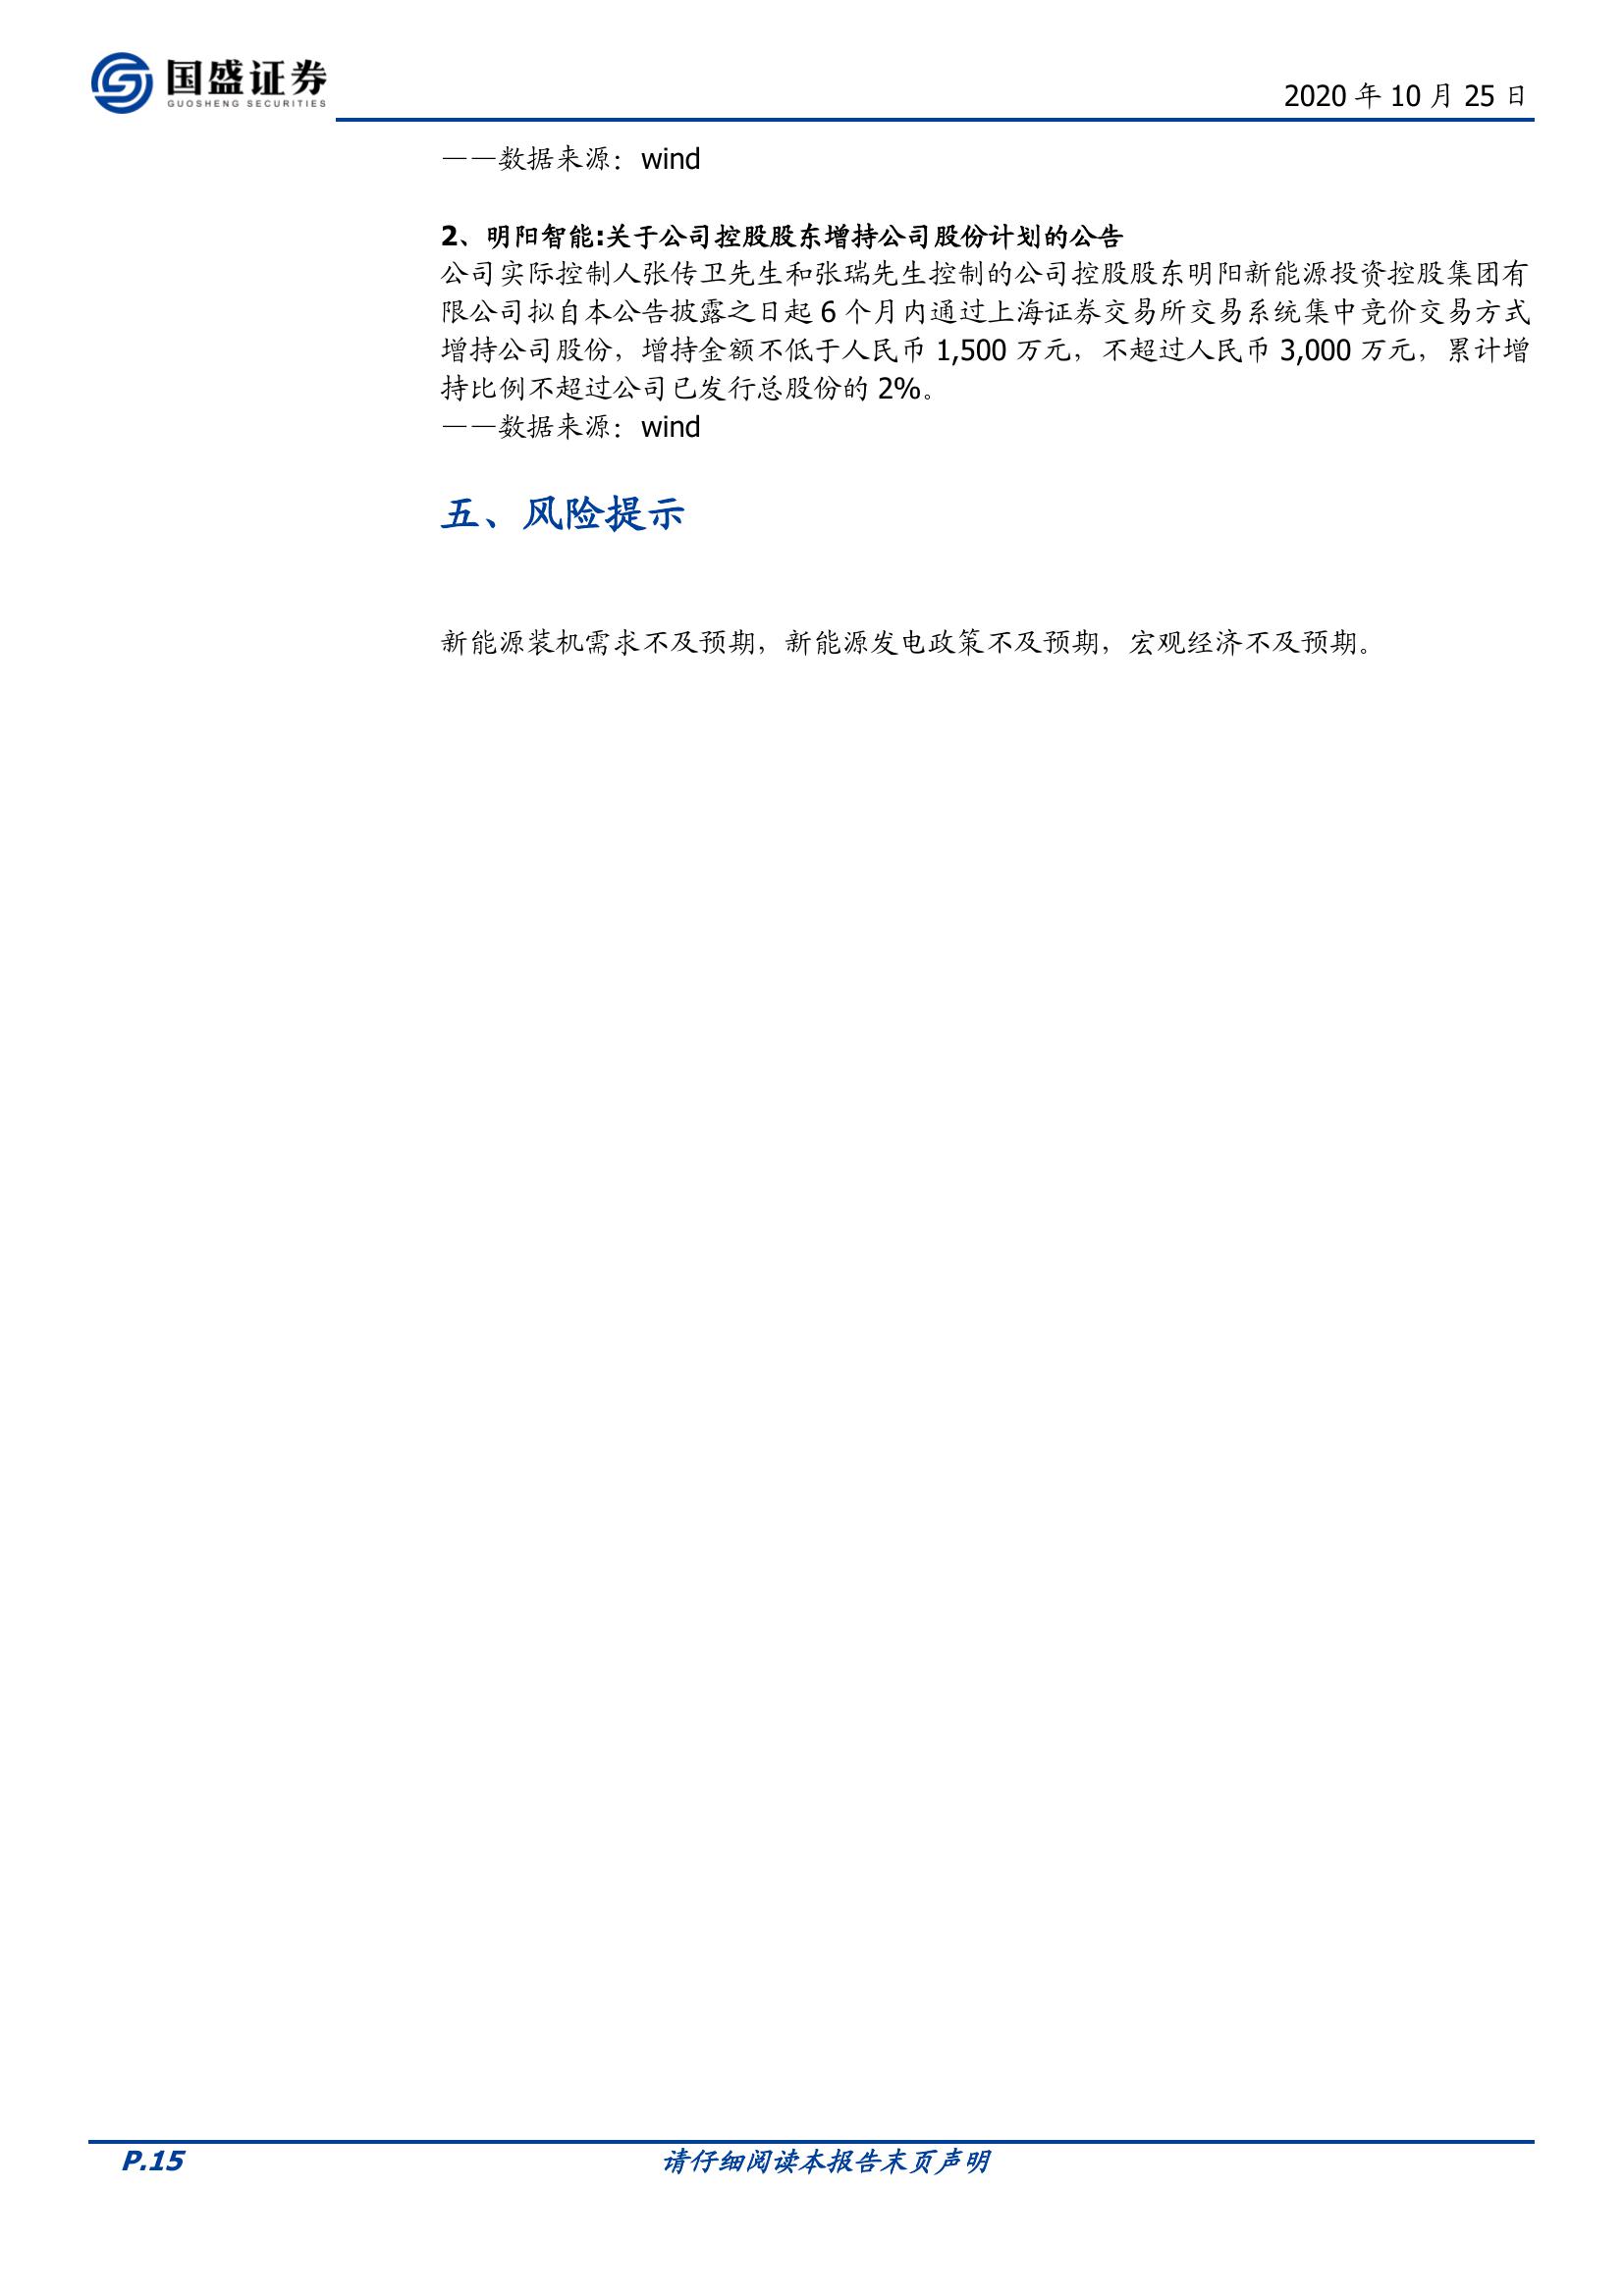 国盛证券
GUOSHENG SECURITIES
2020 年 10 月 25 日
——数据来源：wind
2、明阳智能:关于公司控股股东增持公司股份计划的公告
公司实际控制人张传卫先生和张瑞先生控制的公司控股股东明阳新能源投资控股集团有
限公司拟自本公告披露之日起 6 个月内通过上海证券交易所交易系统集中竞价交易方式
增持公司股份，增持金额不低于人民币 1,500 万元，不超过人民币 3,000 万元，累计增
持比例不超过公司已发行总股份的 2%。
——数据来源：wind
五、风险提示
新能源装机需求不及预期，新能源发电政策不及预期，宏观经济不及预期。
P.15
请仔细阅读本报告末页声明